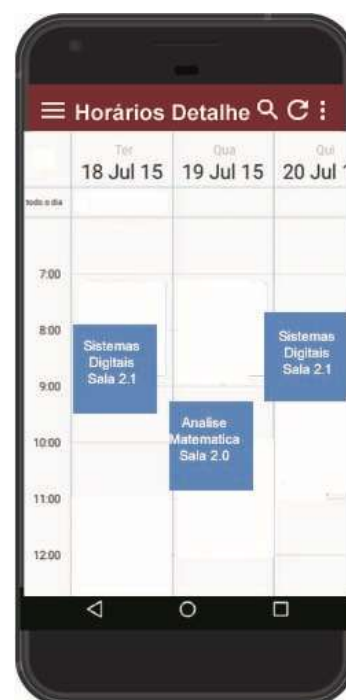 Horários Detalhe
Ter
18 Jul 15
Qua
19 Jul 15
Qui
20 Jul 1
todo o dia
7:00
8:00
9:00
10:00
11:00
12:00
Sistemas
Digitais
Sala 2.1
Analise
Matematica
Sala 2.0
Sistemas
Digitais
Sala 2.1